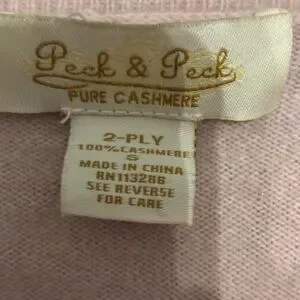 Peck & Peck
PURE CASHMERE
2-PLY
100% CASHMERE
S
MADE IN CHINA
RN113288
SEE REVERSE
FOR CARE